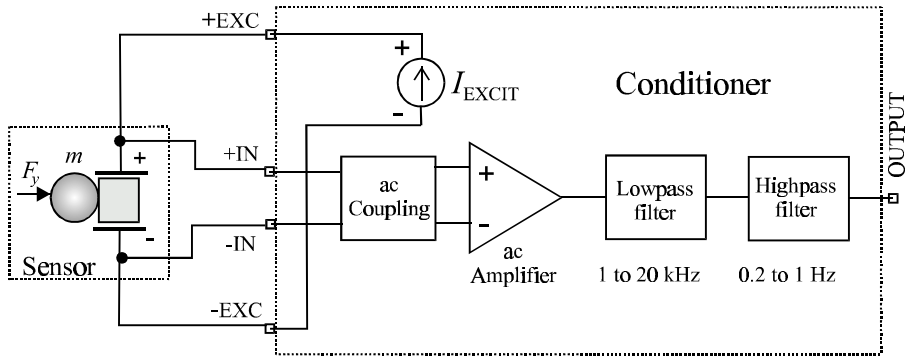 +EXC
+
I_EXCIT
-
Conditioner
OUTPUT
m
+
F_y
+IN
-IN
-
Sensor
-EXC
ac
Coupling
+
-
ac
Amplifier
Lowpass
filter
1 to 20 kHz
Highpass
filter
0.2 to 1 Hz